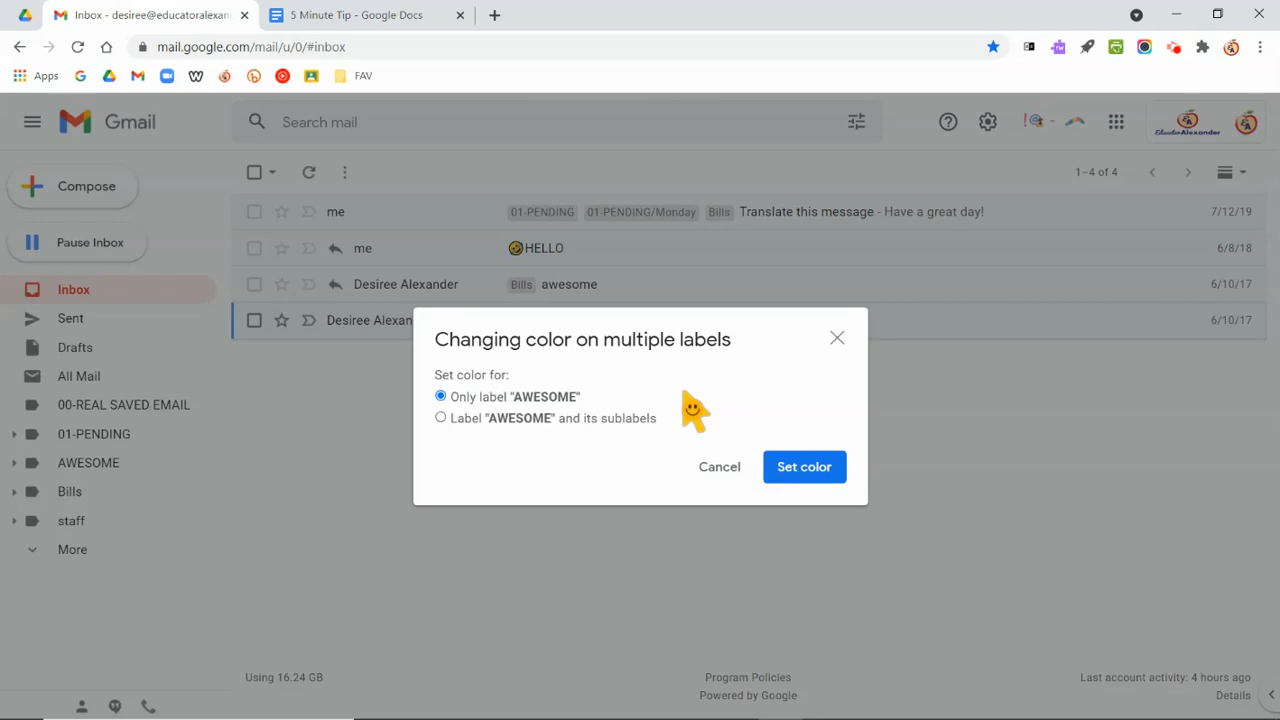 Inbox - desiree@educatoralexan
5 Minute Tip - Google Docs
mail.google.com/mail/u/0/#inbox
Apps
FAV
Gmail
Search mail
Compose
1–4 of 4
me
01-PENDING
01-PENDING/Monday
Bills
Translate this message - Have a great day!
7/12/19
Pause Inbox
me
HELLO
6/8/18
Inbox
Desiree Alexander
Bills
awesome
6/10/17
Sent
Desiree Alexan
6/10/17
Drafts
All Mail
00-REAL SAVED EMAIL
01-PENDING
AWESOME
Bills
staff
More
Changing color on multiple labels
Set color for:
Only label "AWESOME"
Label "AWESOME" and its sublabels
Cancel
Set color
Using 16.24 GB
Program Policies
Powered by Google
Last account activity: 4 hours ago
Details